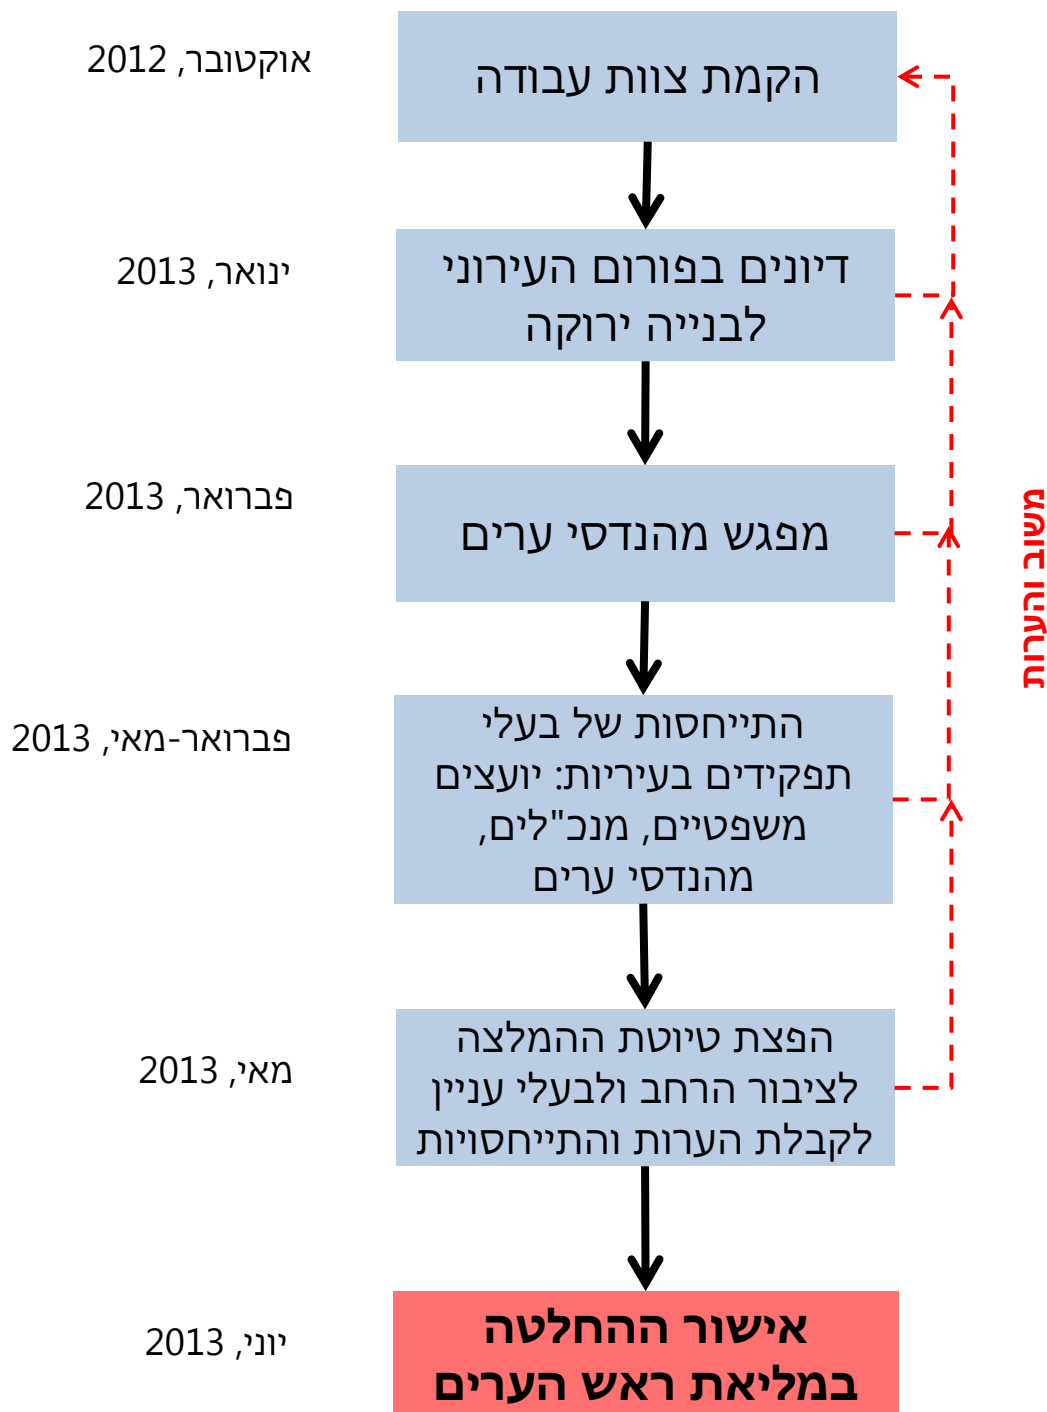 אוקטובר, 2012
הקמת צוות עבודה
ינואר, 2013
דיונים בפורום העירוני
לבנייה ירוקה
פברואר, 2013
מפגש מהנדסי ערים
משוב והערות
פברואר-מאי, 2013
התייחסות של בעלי
תפקידים בעיריות: יועצים
משפטיים, מנכ"לים,
מהנדסי ערים
מאי, 2013
הפצת טיוטת ההמלצה
לציבור הרחב ולבעלי עניין
לקבלת הערות והתייחסויות
יוני, 2013
אישור ההחלטה
במליאת ראש הערים